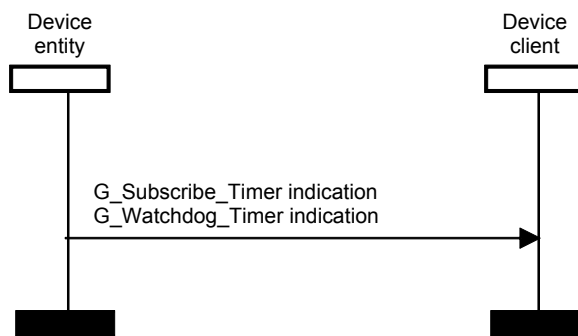 Device
entity
Device
client
G_Subscribe_Timer indication
G_Watchdog_Timer indication